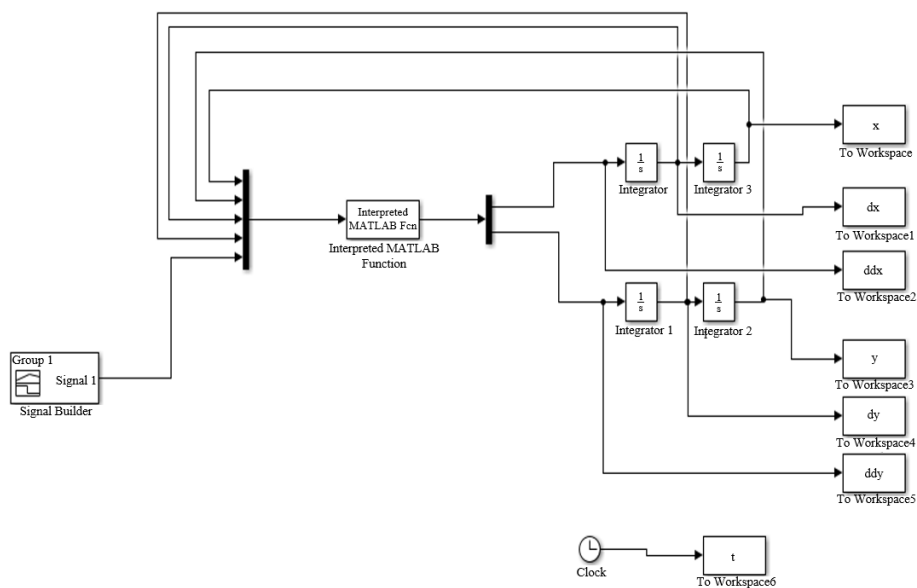 x
To Workspace
1
s
Integrator
1
s
Integrator 3
Interpreted
MATLAB Fcn
Interpreted MATLAB
Function
dx
To Workspace1
ddx
To Workspace2
1
s
Integrator 1
1
s
Integrator 2
Group 1
Signal 1
Signal Builder
y
To Workspace3
dy
To Workspace4
ddy
To Workspace5
Clock
t
To Workspace6